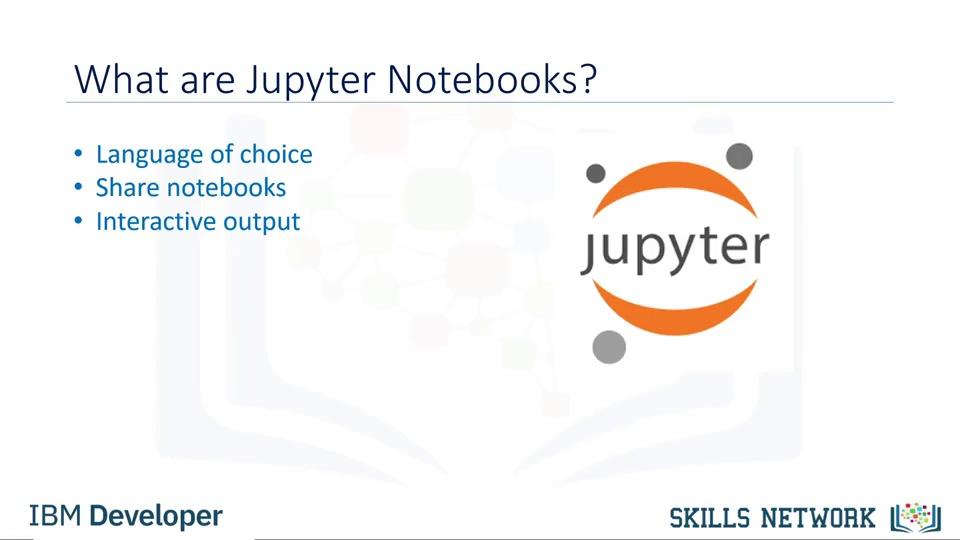 What are Jupyter Notebooks?
• Language of choice
• Share notebooks
• Interactive output
jupyter
IBM Developer
SKILLS NETWORK